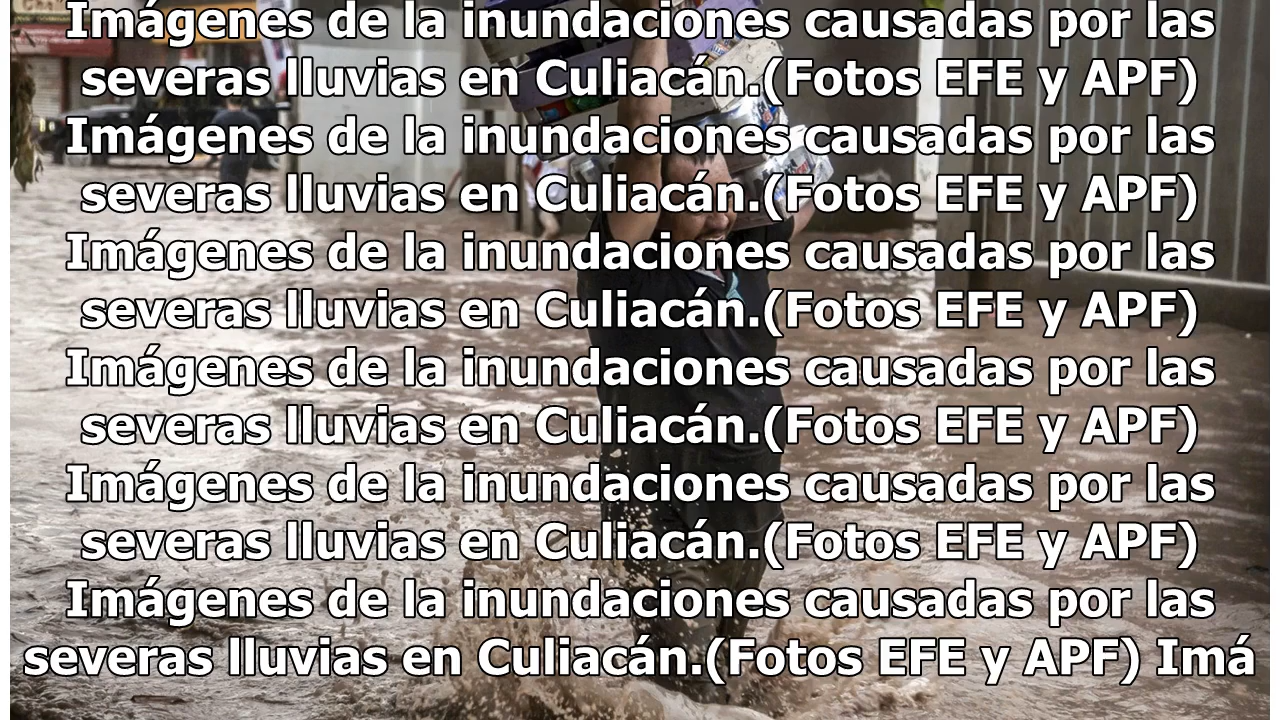 Imágenes de la inundaciones causadas por las
severas lluvias en Culiacán.(Fotos EFE y APF)
Imágenes de la inundaciones causadas por las
severas lluvias en Culiacán.(Fotos EFE y APF)
Imágenes de la inundaciones causadas por las
severas lluvias en Culiacán.(Fotos EFE y APF)
Imágenes de la inundaciones causadas por las
severas lluvias en Culiacán.(Fotos EFE y APF)
Imágenes de la inundaciones causadas por las
severas lluvias en Culiacán.(Fotos EFE y APF)
Imágenes de la inundaciones causadas por las
severas lluvias en Culiacán.(Fotos EFE y APF) Imá